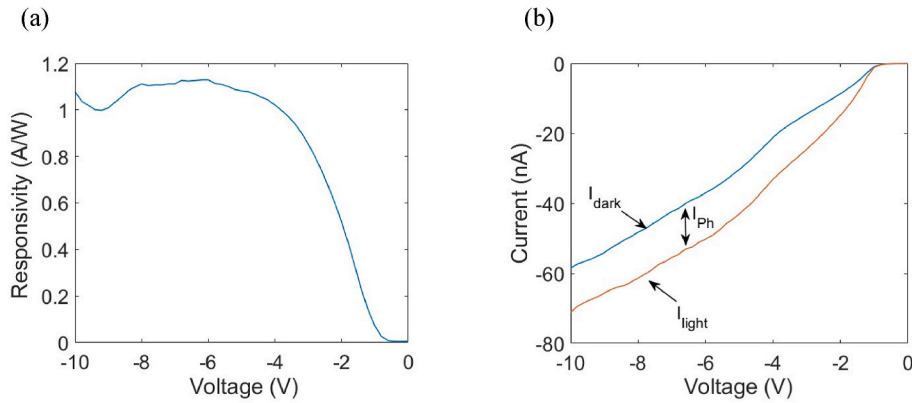 (a)
(b)
1.2
1
0.8
0.6
0.4
0.2
0
Responsivity (A/W)
-10
-8
-6
-4
-2
0
Voltage (V)
0
-20
-40
-60
-80
Current (nA)
I_dark
I_Ph
I_light
-10
-8
-6
-4
-2
0
Voltage (V)